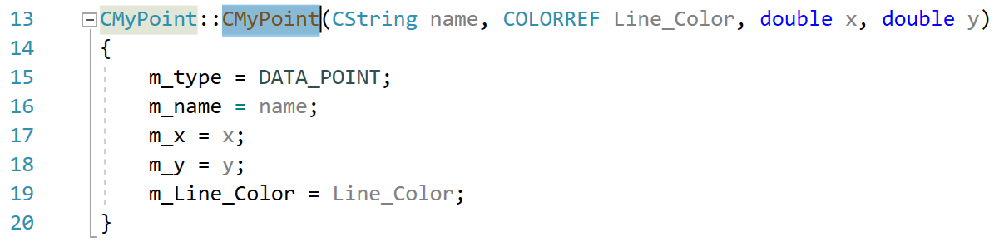 13 CMyPoint::CMyPoint(CString name, COLORREF Line_Color, double x, double y)
14 {
15 m_type = DATA_POINT;
16 m_name = name;
17 m_x = x;
18 m_y = y;
19 m_Line_Color = Line_Color;
20 }